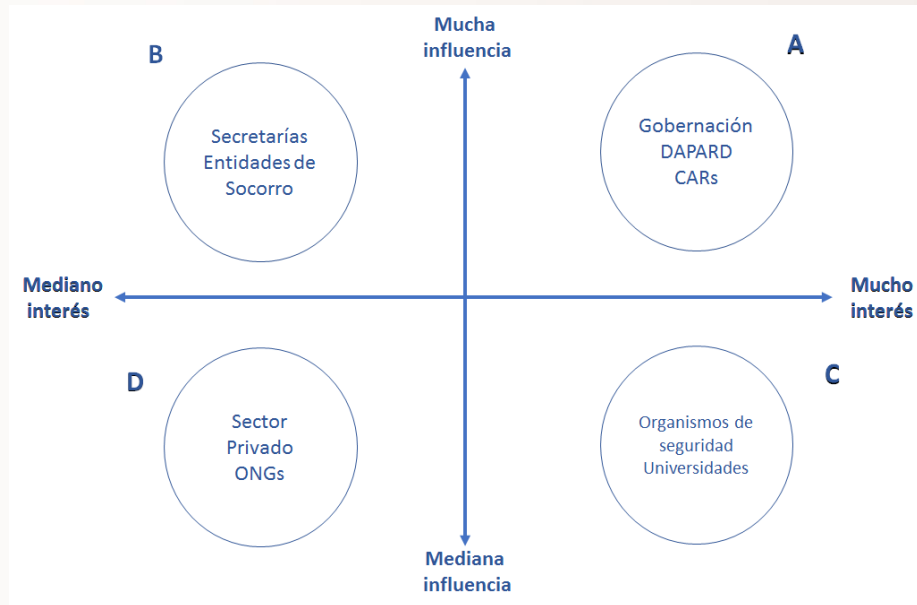 Mucha
influencia
B
A
Secretarías
Entidades de
Socorro
Gobernación
DAPARD
CARs
Mediano
interés
Mucho
interés
D
C
Sector
Privado
ONGs
Organismos de
seguridad
Universidades
Mediana
influencia